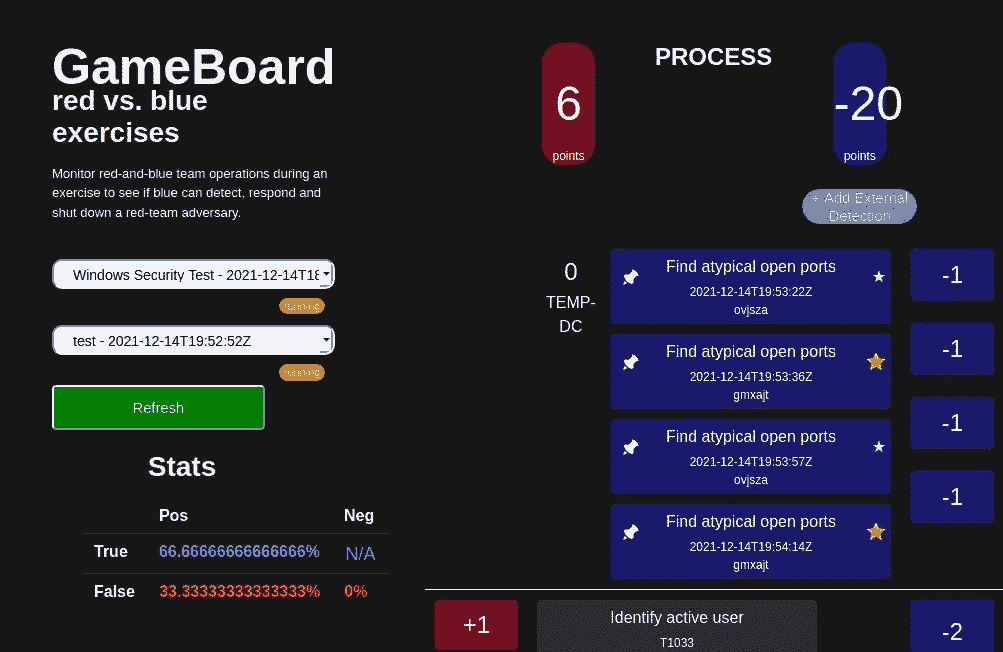 GameBoard
red vs. blue
exercises
Monitor red-and-blue team operations during an
exercise to see if blue can detect, respond and
shut down a red-team adversary.
Windows Security Test - 2021-12-14T18
running
test - 2021-12-14T19:52:52Z
running
Refresh
Stats
Pos Neg
True 66.66666666666666% N/A
False 33.33333333333333% 0%
6
points
PROCESS
-20
points
+ Add External
Detection
0
TEMP-
DC
Find atypical open ports
2021-12-14T19:53:22Z
ovjsza
-1
Find atypical open ports
2021-12-14T19:53:36Z
gmxajt
-1
Find atypical open ports
2021-12-14T19:53:57Z
ovjsza
-1
Find atypical open ports
2021-12-14T19:54:14Z
gmxajt
-1
+1
Identify active user
T1033
-2